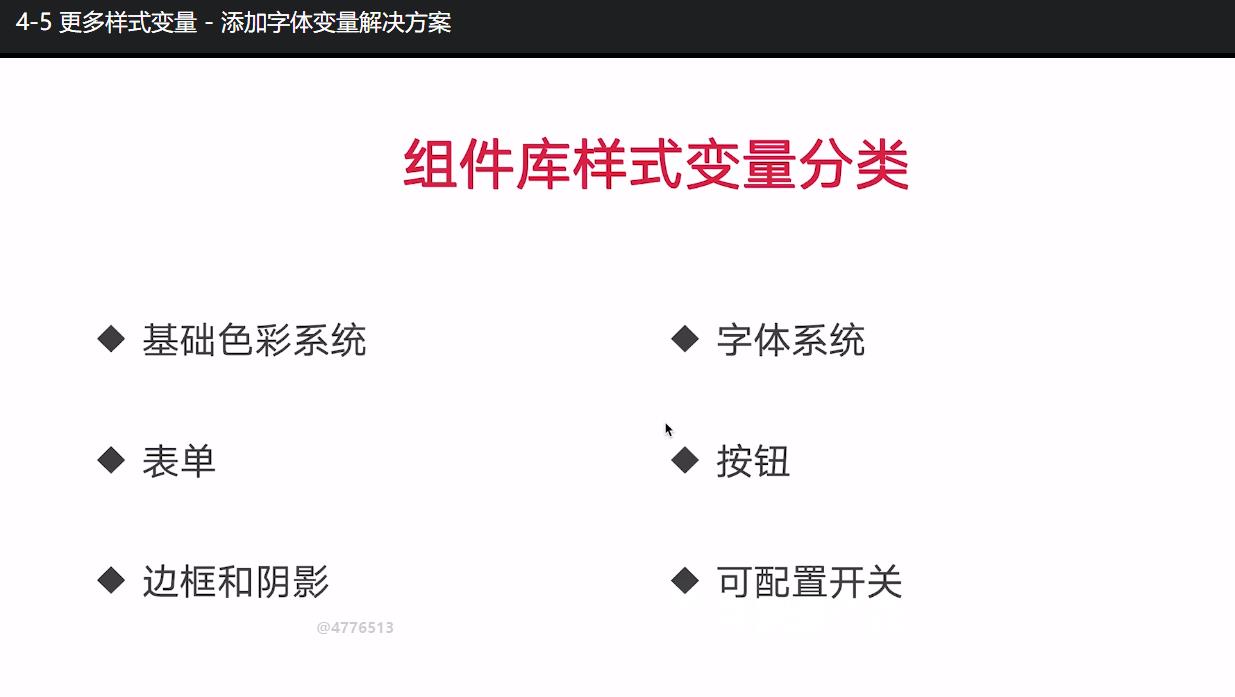 4-5 更多样式变量 - 添加字体变量解决方案
组件库样式变量分类
◆ 基础色彩系统
◆ 字体系统
◆ 表单
◆ 按钮
◆ 边框和阴影
◆ 可配置开关
@4776513